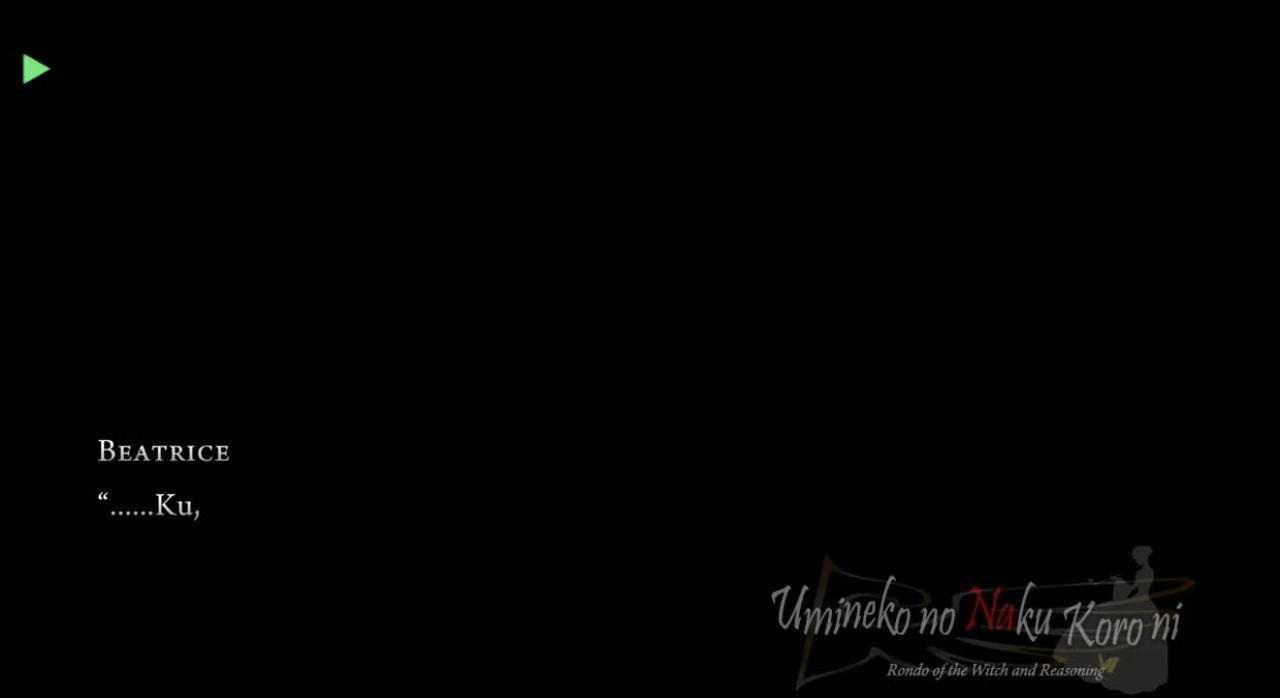 BEATRICE
“......Ku,
Umineko no Naku Koro ni
Rondo of the Witch and Reasoning